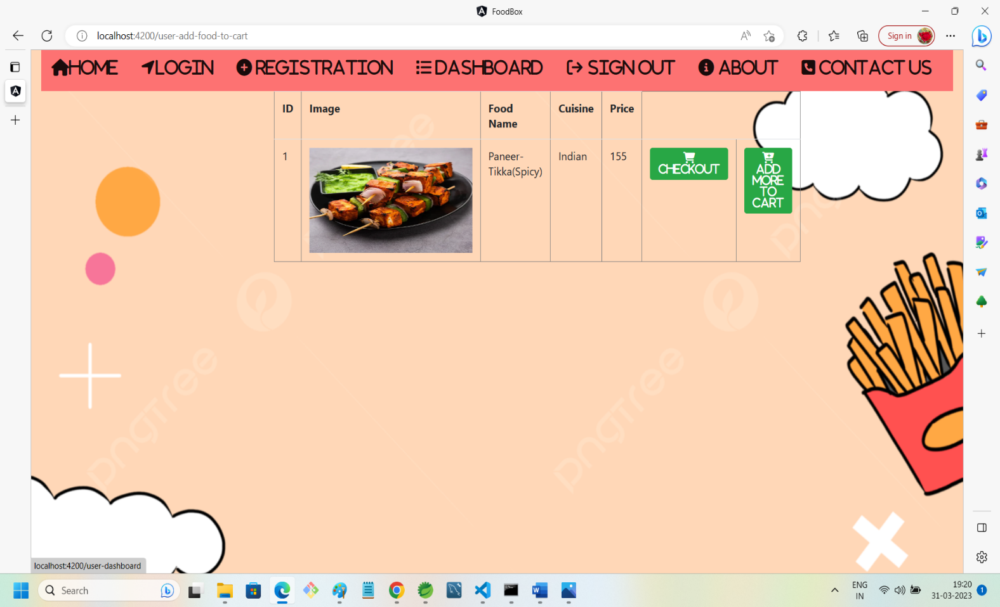 FoodBox
localhost:4200/user-add-food-to-cart
Sign in
HOME LOGIN REGISTRATION DASHBOARD SIGN OUT ABOUT CONTACT US
ID Image Food Name Cuisine Price
1 Paneer-Tikka(Spicy) Indian 155
CHECKOUT
ADD
MORE
TO
CART
pngtree
pngtree
pngtree
localhost:4200/user-dashboard
Search
ENG
IN
19:20
31-03-2023
1